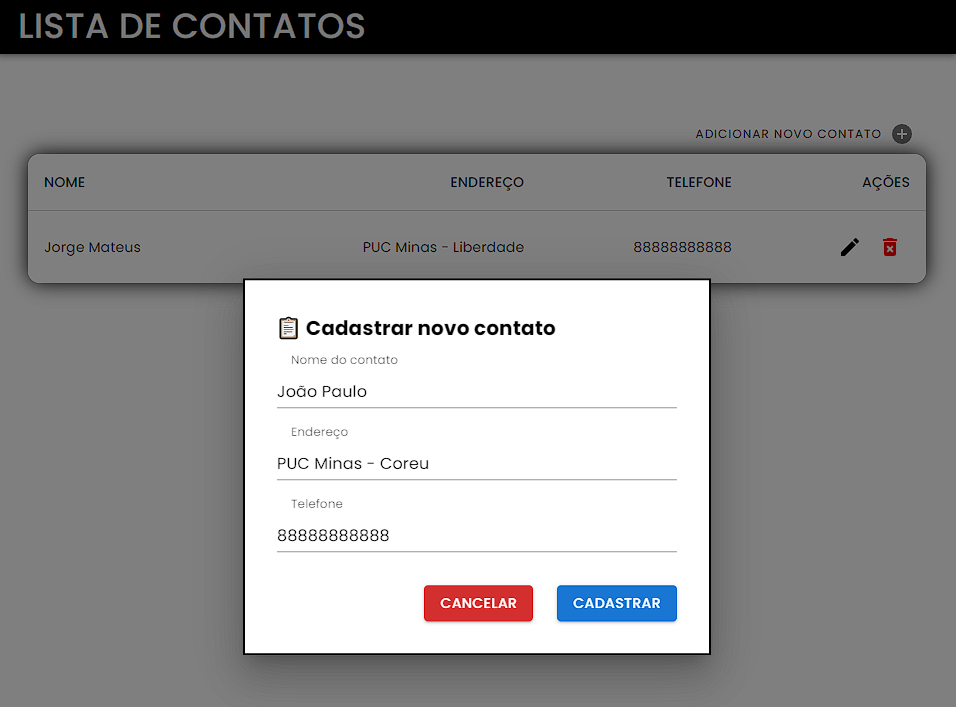 LISTA DE CONTATOS
ADICIONAR NOVO CONTATO
NOME ENDEREÇO TELEFONE AÇÕES
Jorge Mateus PUC Minas - Liberdade 88888888888
Cadastrar novo contato
Nome do contato
João Paulo
Endereço
PUC Minas - Coreu
Telefone
88888888888
CANCELAR CADASTRAR